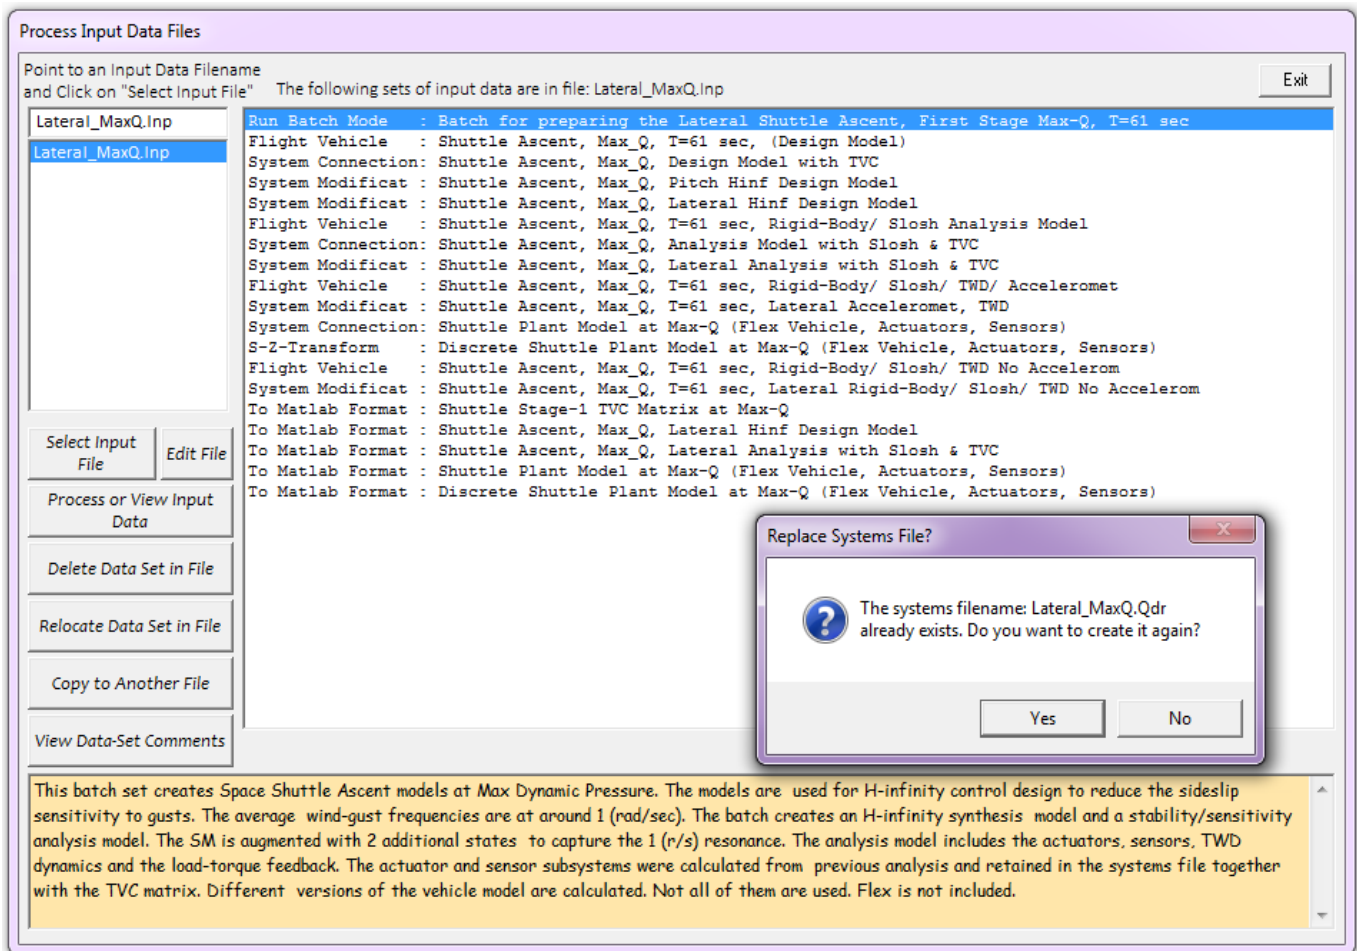 Process Input Data Files
Point to an Input Data Filename
and Click on "Select Input File"
The following sets of input data are in file: Lateral_MaxQ.Inp
Exit
Lateral_MaxQ.Inp
Lateral_MaxQ.Inp
Run Batch Mode : Batch for preparing the Lateral Shuttle Ascent, First Stage Max-Q, T=61 sec
Flight Vehicle : Shuttle Ascent, Max_Q, T=61 sec, (Design Model)
System Connection: Shuttle Ascent, Max_Q, Design Model with TVC
System Modificat : Shuttle Ascent, Max_Q, Pitch Hinf Design Model
System Modificat : Shuttle Ascent, Max_Q, Lateral Hinf Design Model
Flight Vehicle : Shuttle Ascent, Max_Q, T=61 sec, Rigid-Body/ Slosh Analysis Model
System Connection: Shuttle Ascent, Max_Q, Analysis Model with Slosh & TVC
System Modificat : Shuttle Ascent, Max_Q, Lateral Analysis with Slosh & TVC
Flight Vehicle : Shuttle Ascent, Max_Q, T=61 sec, Rigid-Body/ Slosh/ TWD/ Acceleromet
System Modificat : Shuttle Ascent, Max_Q, T=61 sec, Lateral Acceleromet, TWD
System Connection: Shuttle Plant Model at Max-Q (Flex Vehicle, Actuators, Sensors)
S-Z-Transform : Discrete Shuttle Plant Model at Max-Q (Flex Vehicle, Actuators, Sensors)
Flight Vehicle : Shuttle Ascent, Max_Q, T=61 sec, Rigid-Body/ Slosh/ TWD No Accelerom
System Modificat : Shuttle Ascent, Max_Q, T=61 sec, Lateral Rigid-Body/ Slosh/ TWD No Accelerom
To Matlab Format : Shuttle Stage-1 TVC Matrix at Max-Q
To Matlab Format : Shuttle Ascent, Max_Q, Lateral Hinf Design Model
To Matlab Format : Shuttle Ascent, Max_Q, Lateral Analysis with Slosh & TVC
To Matlab Format : Shuttle Plant Model at Max-Q (Flex Vehicle, Actuators, Sensors)
To Matlab Format : Discrete Shuttle Plant Model at Max-Q (Flex Vehicle, Actuators, Sensors)
Select Input
File
Edit File
Process or View Input
Data
Delete Data Set in File
Relocate Data Set in File
Copy to Another File
View Data-Set Comments
Replace Systems File?
The systems filename: Lateral_MaxQ.Qdr
already exists. Do you want to create it again?
Yes
No
This batch set creates Space Shuttle Ascent models at Max Dynamic Pressure. The models are used for H-infinity control design to reduce the sideslip
sensitivity to gusts. The average wind-gust frequencies are at around 1 (rad/sec). The batch creates an H-infinity synthesis model and a stability/sensitivity
analysis model. The SM is augmented with 2 additional states to capture the 1 (r/s) resonance. The analysis model includes the actuators, sensors, TWD
dynamics and the load-torque feedback. The actuator and sensor subsystems were calculated from previous analysis and retained in the systems file together
with the TVC matrix. Different versions of the vehicle model are calculated. Not all of them are used. Flex is not included.